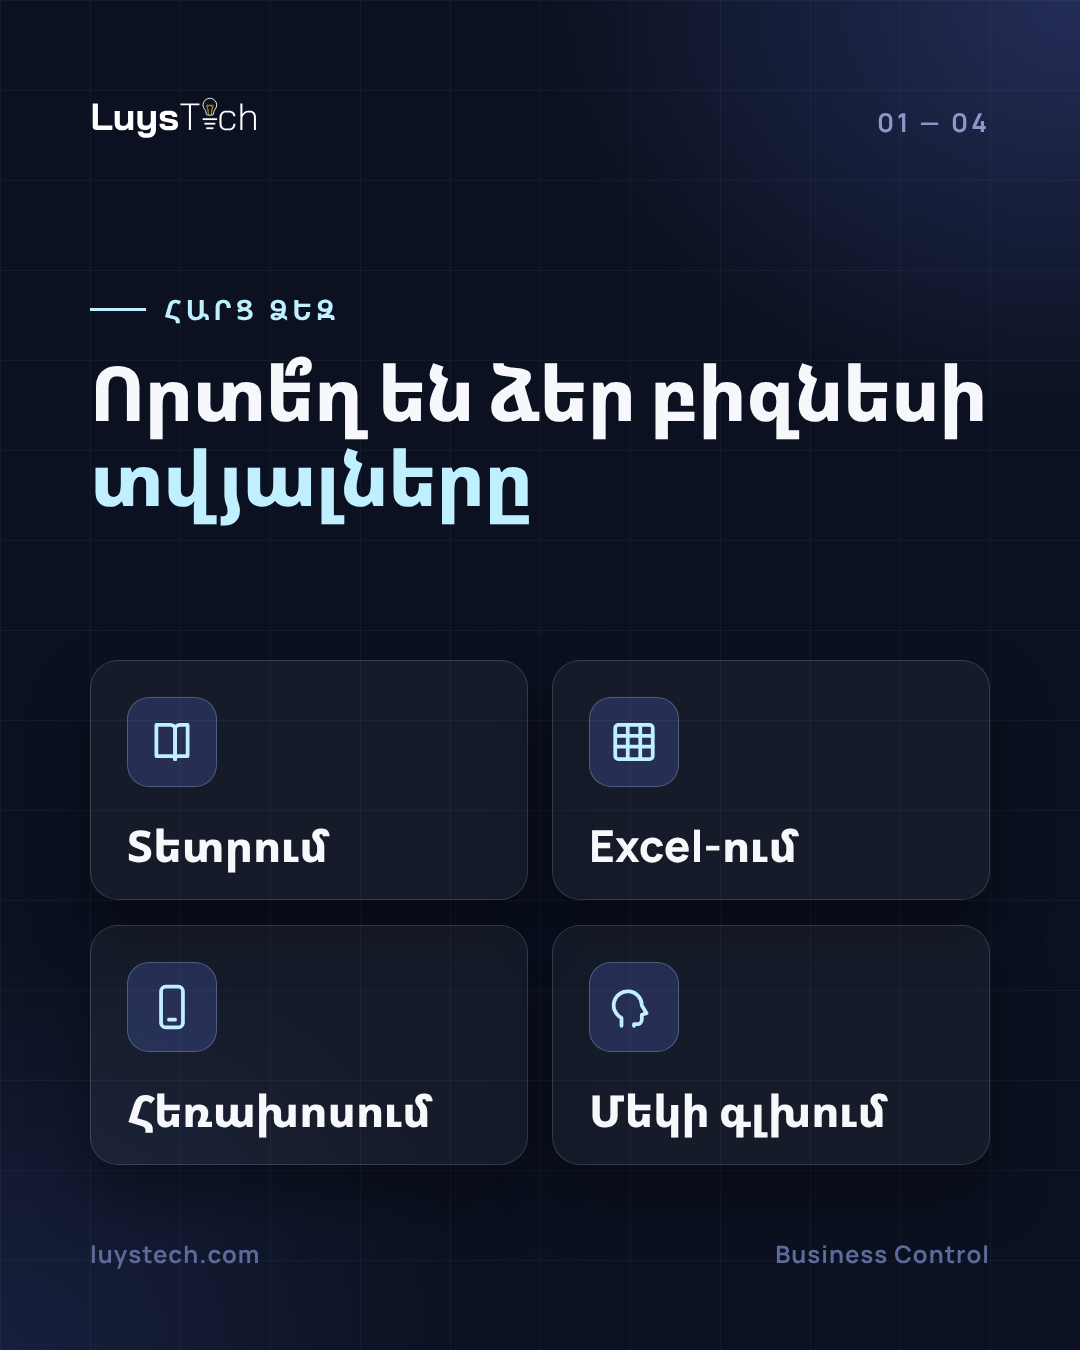 LuysTech
01 — 04
ՀԱՐՑ ՁԵԶ
Որտե՞ղ են ձեր բիզնեսի
տվյալները
Տետրում
Excel-ում
Հեռախոսում
Մեկի գլխում
luystech.com
Business Control